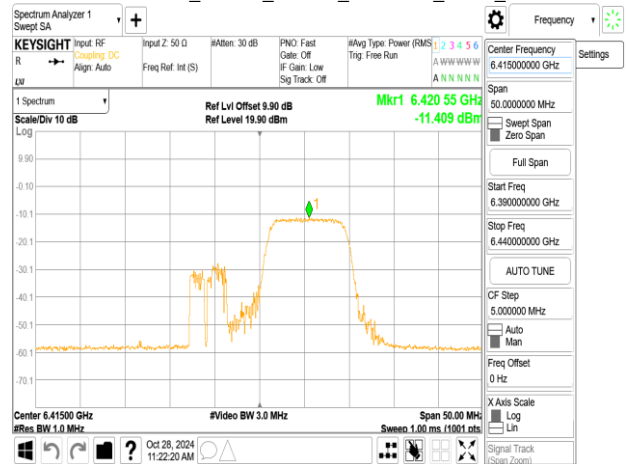 Spectrum Analyzer 1
Swept SA
Frequency
KEYSIGHT
R
Input: RF
Coupling: DC
Align: Auto
Input Z: 50 Ω
Freq Ref: Int (S)
#Atten: 30 dB
PNO: Fast
Gate: Off
IF Gain: Low
Sig Track: Off
#Avg Type: Power (RMS
Trig: Free Run
1 2 3 4 5 6
A W W W W W
A N N N N N
1 Spectrum
Scale/Div 10 dB
Log
Ref Lvl Offset 9.90 dB
Ref Level 19.90 dBm
Mkr1 6.420 55 GHz
-11.409 dBm
9.90
-0.10
-10.1
-20.1
-30.1
-40.1
-50.1
-60.1
-70.1
1
Center 6.41500 GHz
#Res BW 1.0 MHz
#Video BW 3.0 MHz
Span 50.00 MHz
Sweep 1.00 ms (1001 pts
Oct 28, 2024
11:22:20 AM
Center Frequency
6.415000000 GHz
Settings
Span
50.0000000 MHz
Swept Span
Zero Span
Full Span
Start Freq
6.390000000 GHz
Stop Freq
6.440000000 GHz
AUTO TUNE
CF Step
5.000000 MHz
Auto
Man
Freq Offset
0 Hz
X Axis Scale
Log
Lin
Signal Track
(Span Zoom)